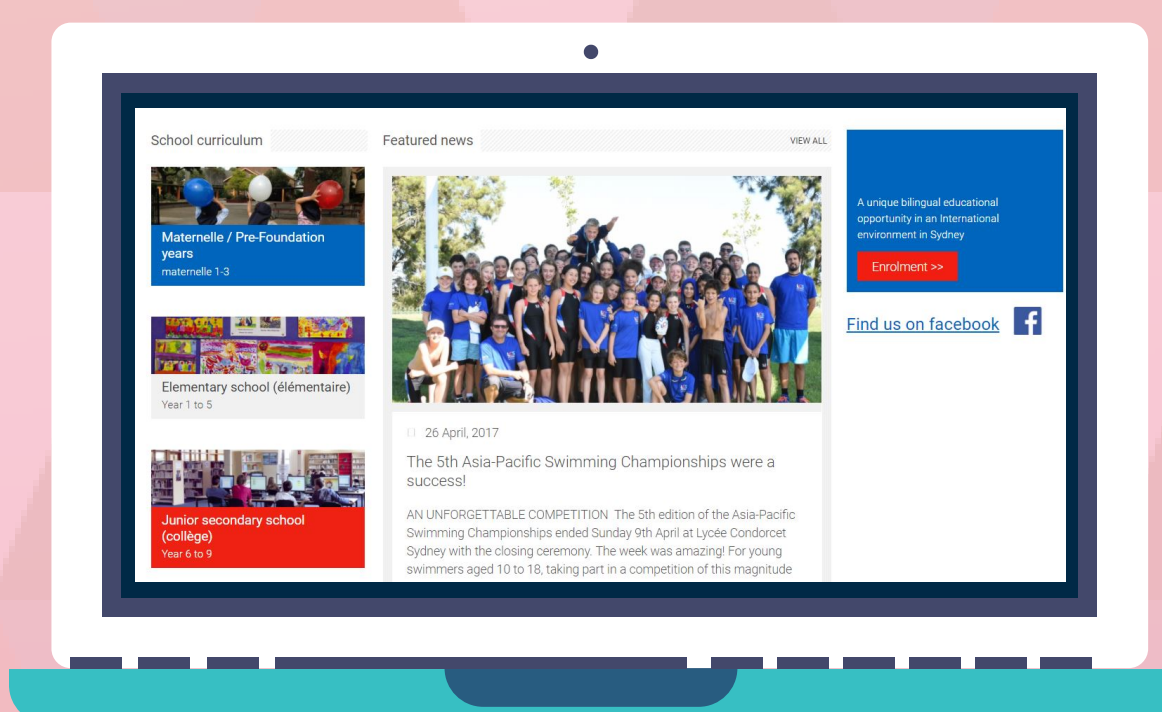 School curriculum
Maternelle / Pre-Foundation
years
maternelle 1-3
Elementary school (élémentaire)
Year 1 to 5
Junior secondary school
(collège)
Year 6 to 9
Featured news
VIEW ALL
26 April, 2017
The 5th Asia-Pacific Swimming Championships were a
success!
AN UNFORGETTABLE COMPETITION  The 5th edition of the Asia-Pacific
Swimming Championships ended Sunday 9th April at Lycée Condorcet
Sydney with the closing ceremony. The week was amazing! For young
swimmers aged 10 to 18, taking part in a competition of this magnitude
A unique bilingual educational
opportunity in an International
environment in Sydney
Enrolment >>
Find us on facebook